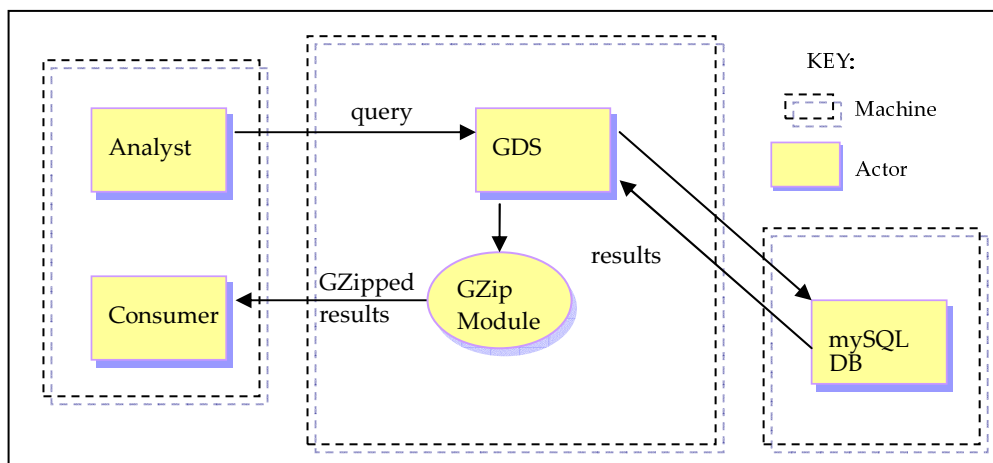 KEY:
Machine
Actor
query
Analyst
GDS
results
GZipped
results
GZip
Module
Consumer
mySQL
DB